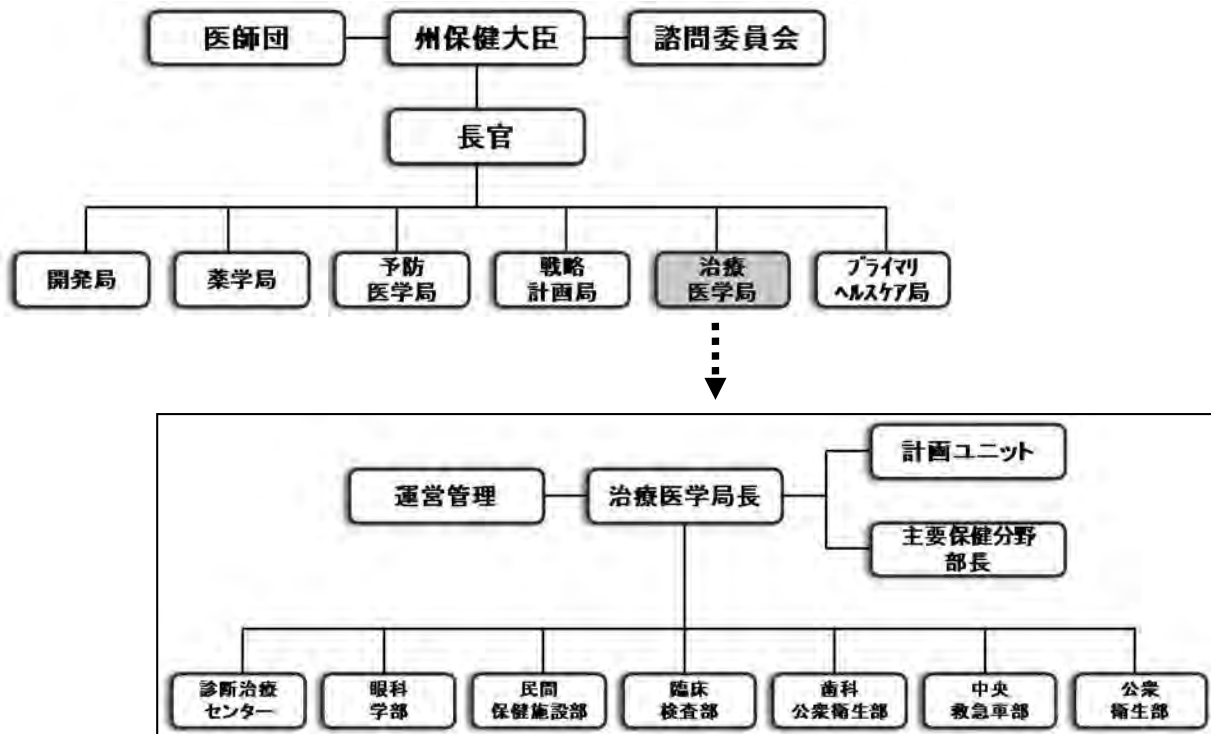 医師団
州保健大臣
諮問委員会
長官
開発局
薬学局
予防
医学局
戦略
計画局
治療
医学局
プライマリ
ヘルスケア局
計画ユニット
運営管理
治療医学局長
主要保健分野
部長
診断治療
センター
眼科
学部
民間
保健施設部
臨床
検査部
歯科
公衆衛生部
中央
救急車部
公衆
衛生部